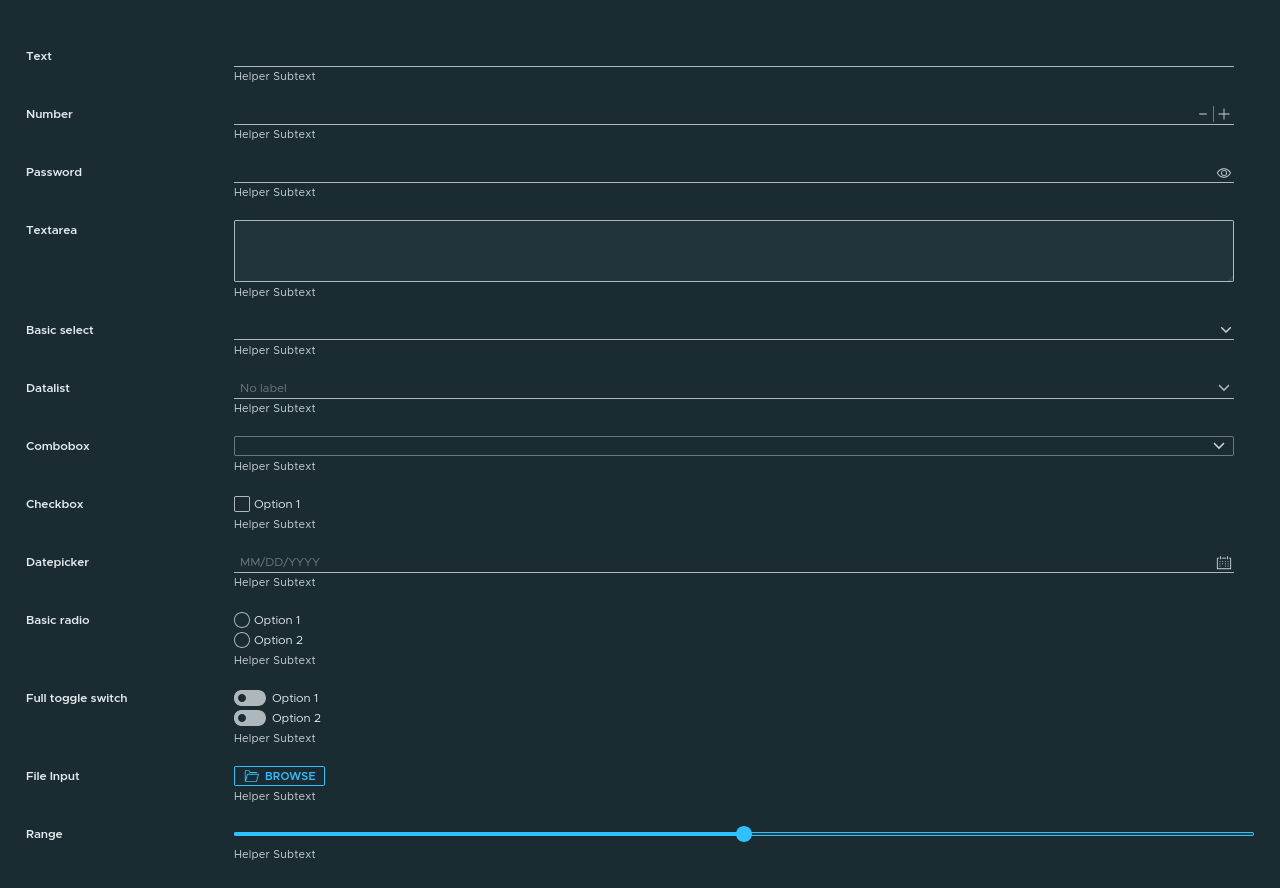 Text
Helper Subtext
Number
Helper Subtext
Password
Helper Subtext
Textarea
Helper Subtext
Basic select
Helper Subtext
Datalist No label
Helper Subtext
Combobox
Helper Subtext
Checkbox Option 1
Helper Subtext
Datepicker MM/DD/YYYY
Helper Subtext
Basic radio Option 1
Option 2
Helper Subtext
Full toggle switch Option 1
Option 2
Helper Subtext
File Input BROWSE
Helper Subtext
Range
Helper Subtext